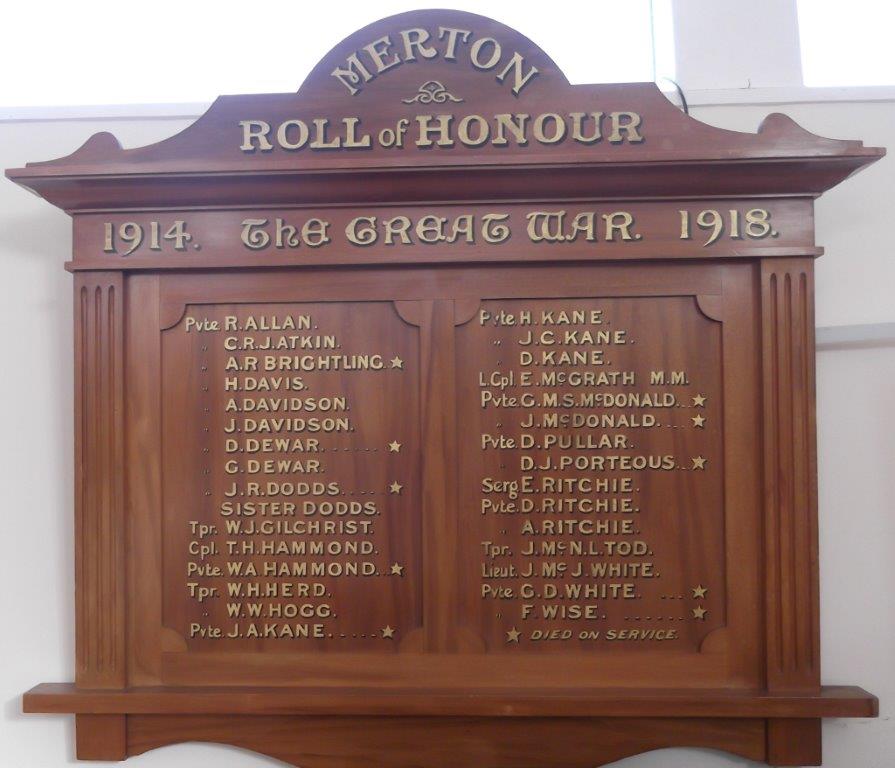 MERTON
ROLL of HONOUR
1914. The GREAT WAR. 1918.
Pvte R. ALLAN.
" C.R.J. ATKIN.
" A.R BRIGHTLING. ★
" H. DAVIS.
" A. DAVIDSON.
" J. DAVIDSON.
" D. DEWAR. ...... ★
" G. DEWAR.
" J.R. DODDS. .... ★
SISTER DODDS.
Tpr. W.J. GILCHRIST.
Cpl. T.H. HAMMOND.
Pvte. W.A HAMMOND. .. ★
Tpr. W.H. HERD.
" W.W. HOGG.
Pvte. J.A. KANE. ..... ★
Pvte. H. KANE.
" J.C. KANE.
" D. KANE.
L.Cpl. E. McGRATH M.M.
Pvte. G.M.S. McDONALD. .. ★
" J. McDONALD. ... ★
Pvte. D. PULLAR.
" D.J. PORTEOUS. .. ★
Serg E. RITCHIE.
Pvte. D. RITCHIE.
" A. RITCHIE.
Tpr. J. McN. L. TOD.
Lieut. J. Mc J. WHITE.
Pvte. G.D. WHITE. ... ★
" F. WISE. ...... ★
★ DIED ON SERVICE.